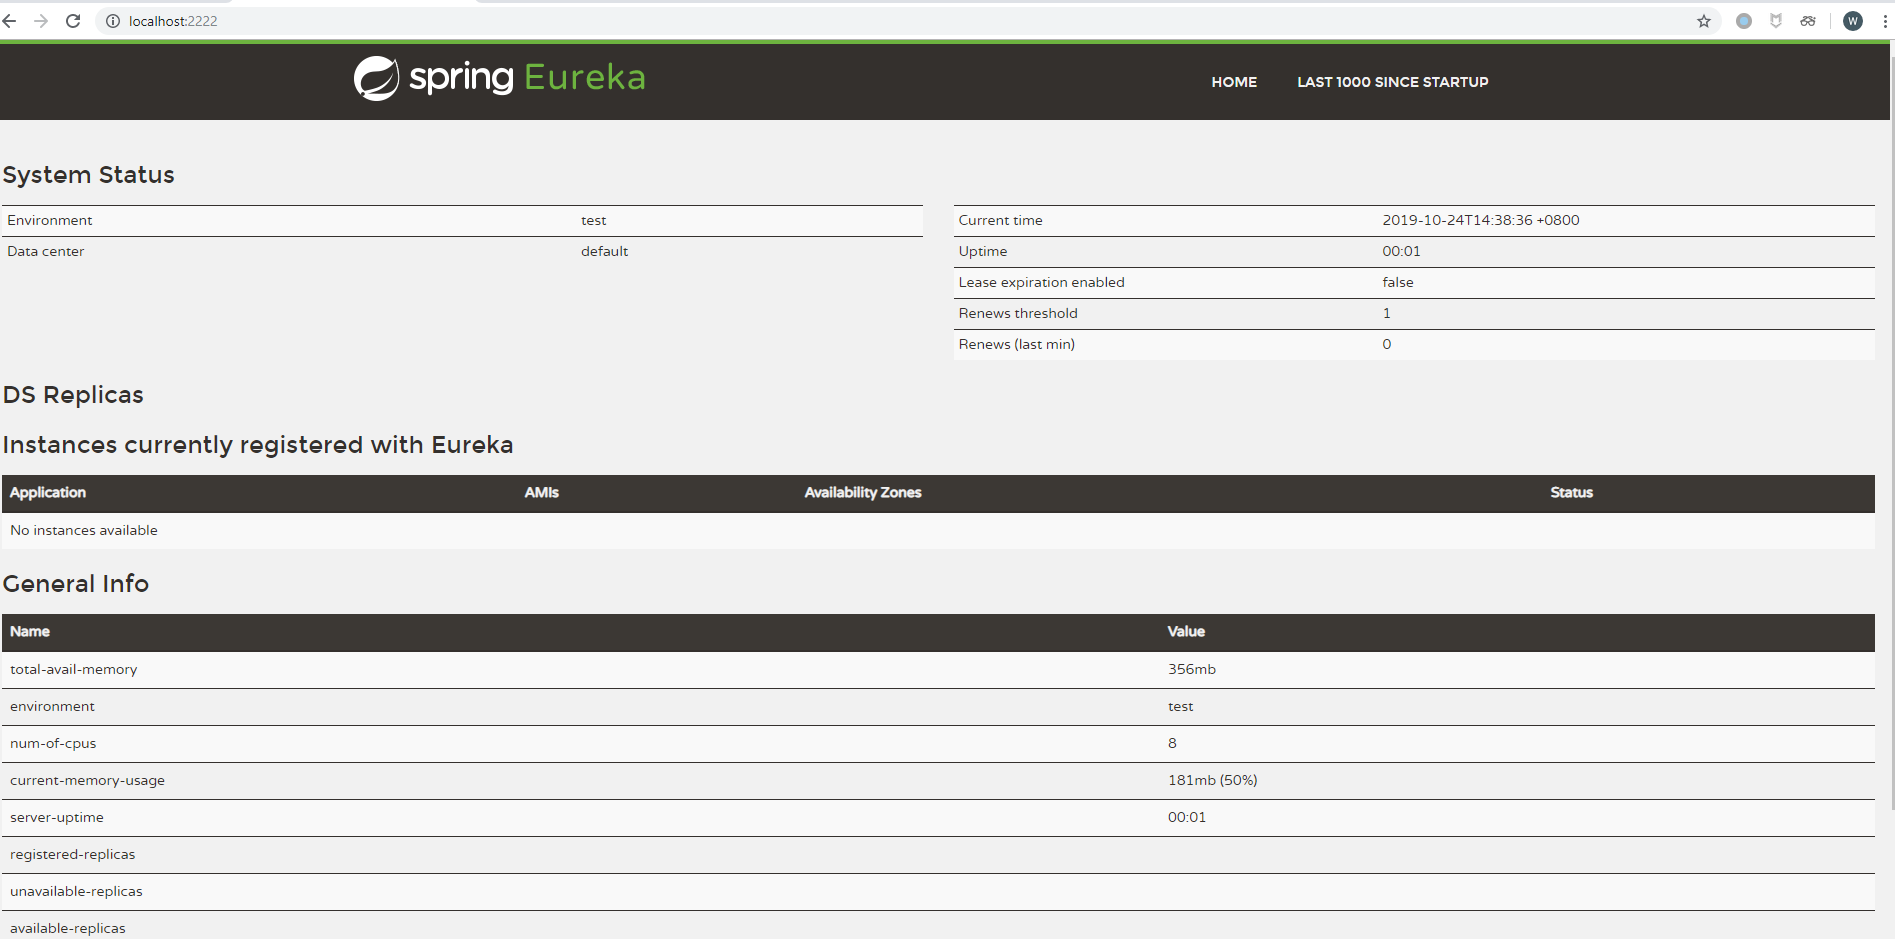 localhost:2222
W
spring Eureka
HOME LAST 1000 SINCE STARTUP
System Status
Environment test
Data center default
Current time 2019-10-24T14:38:36 +0800
Uptime 00:01
Lease expiration enabled false
Renews threshold 1
Renews (last min) 0
DS Replicas
Instances currently registered with Eureka
Application AMIs Availability Zones Status
No instances available
General Info
Name Value
total-avail-memory 356mb
environment test
num-of-cpus 8
current-memory-usage 181mb (50%)
server-uptime 00:01
registered-replicas
unavailable-replicas
available-replicas